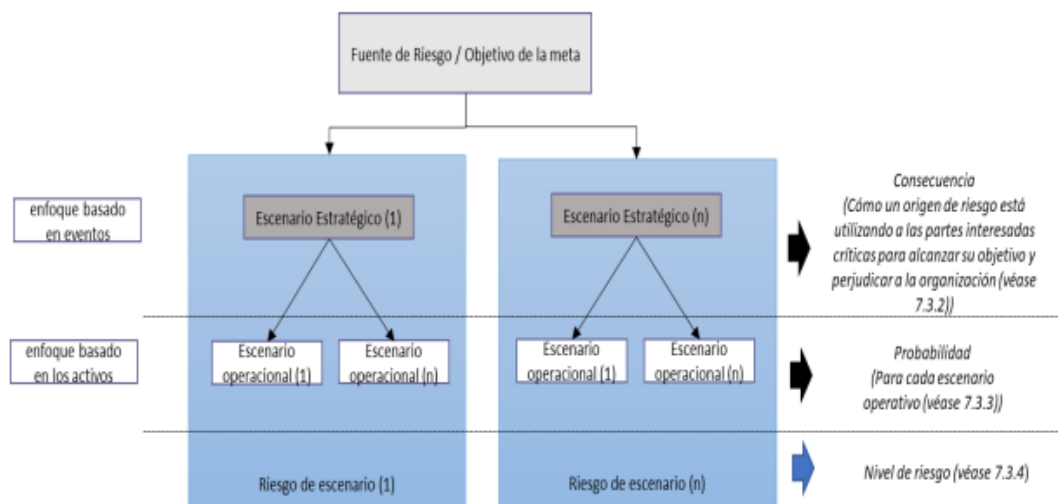 Fuente de Riesgo / Objetivo de la meta
enfoque basado
en eventos
Escenario Estratégico (1)
Escenario Estratégico (n)
Consecuencia
(Cómo un origen de riesgo está
utilizando a las partes interesadas
críticas para alcanzar su objetivo y
perjudicar a la organización (véase
7.3.2))
enfoque basado
en los activos
Escenario
operacional (1)
Escenario
operacional (n)
Escenario
operacional (1)
Escenario
operacional (n)
Probabilidad
(Para cada escenario
operativo (véase 7.3.3))
Riesgo de escenario (1)
Riesgo de escenario (n)
Nivel de riesgo (véase 7.3.4)